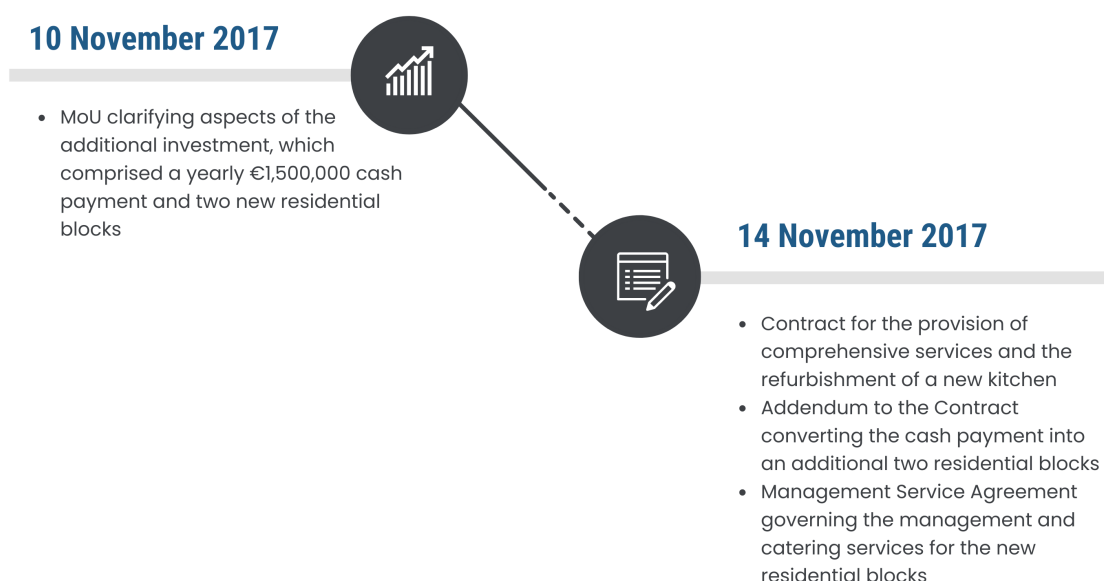 10 November 2017
• MoU clarifying aspects of the
additional investment, which
comprised a yearly €1,500,000 cash
payment and two new residential
blocks
14 November 2017
• Contract for the provision of
comprehensive services and the
refurbishment of a new kitchen
• Addendum to the Contract
converting the cash payment into
an additional two residential blocks
• Management Service Agreement
governing the management and
catering services for the new
residential blocks